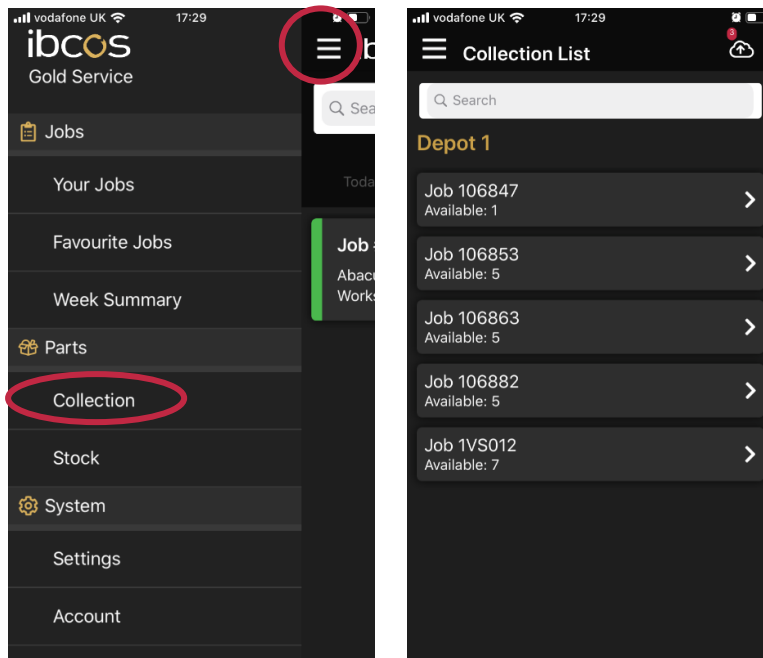 vodafone UK
17:29
ibcos
Gold Service
Jobs
Your Jobs
Favourite Jobs
Week Summary
Parts
Collection
Stock
System
Settings
Account
Job
vodafone UK
17:29
Collection List
3
Search
Depot 1
Job 106847
Available: 1
Job 106853
Available: 5
Job 106863
Available: 5
Job 106882
Available: 5
Job 1VS012
Available: 7